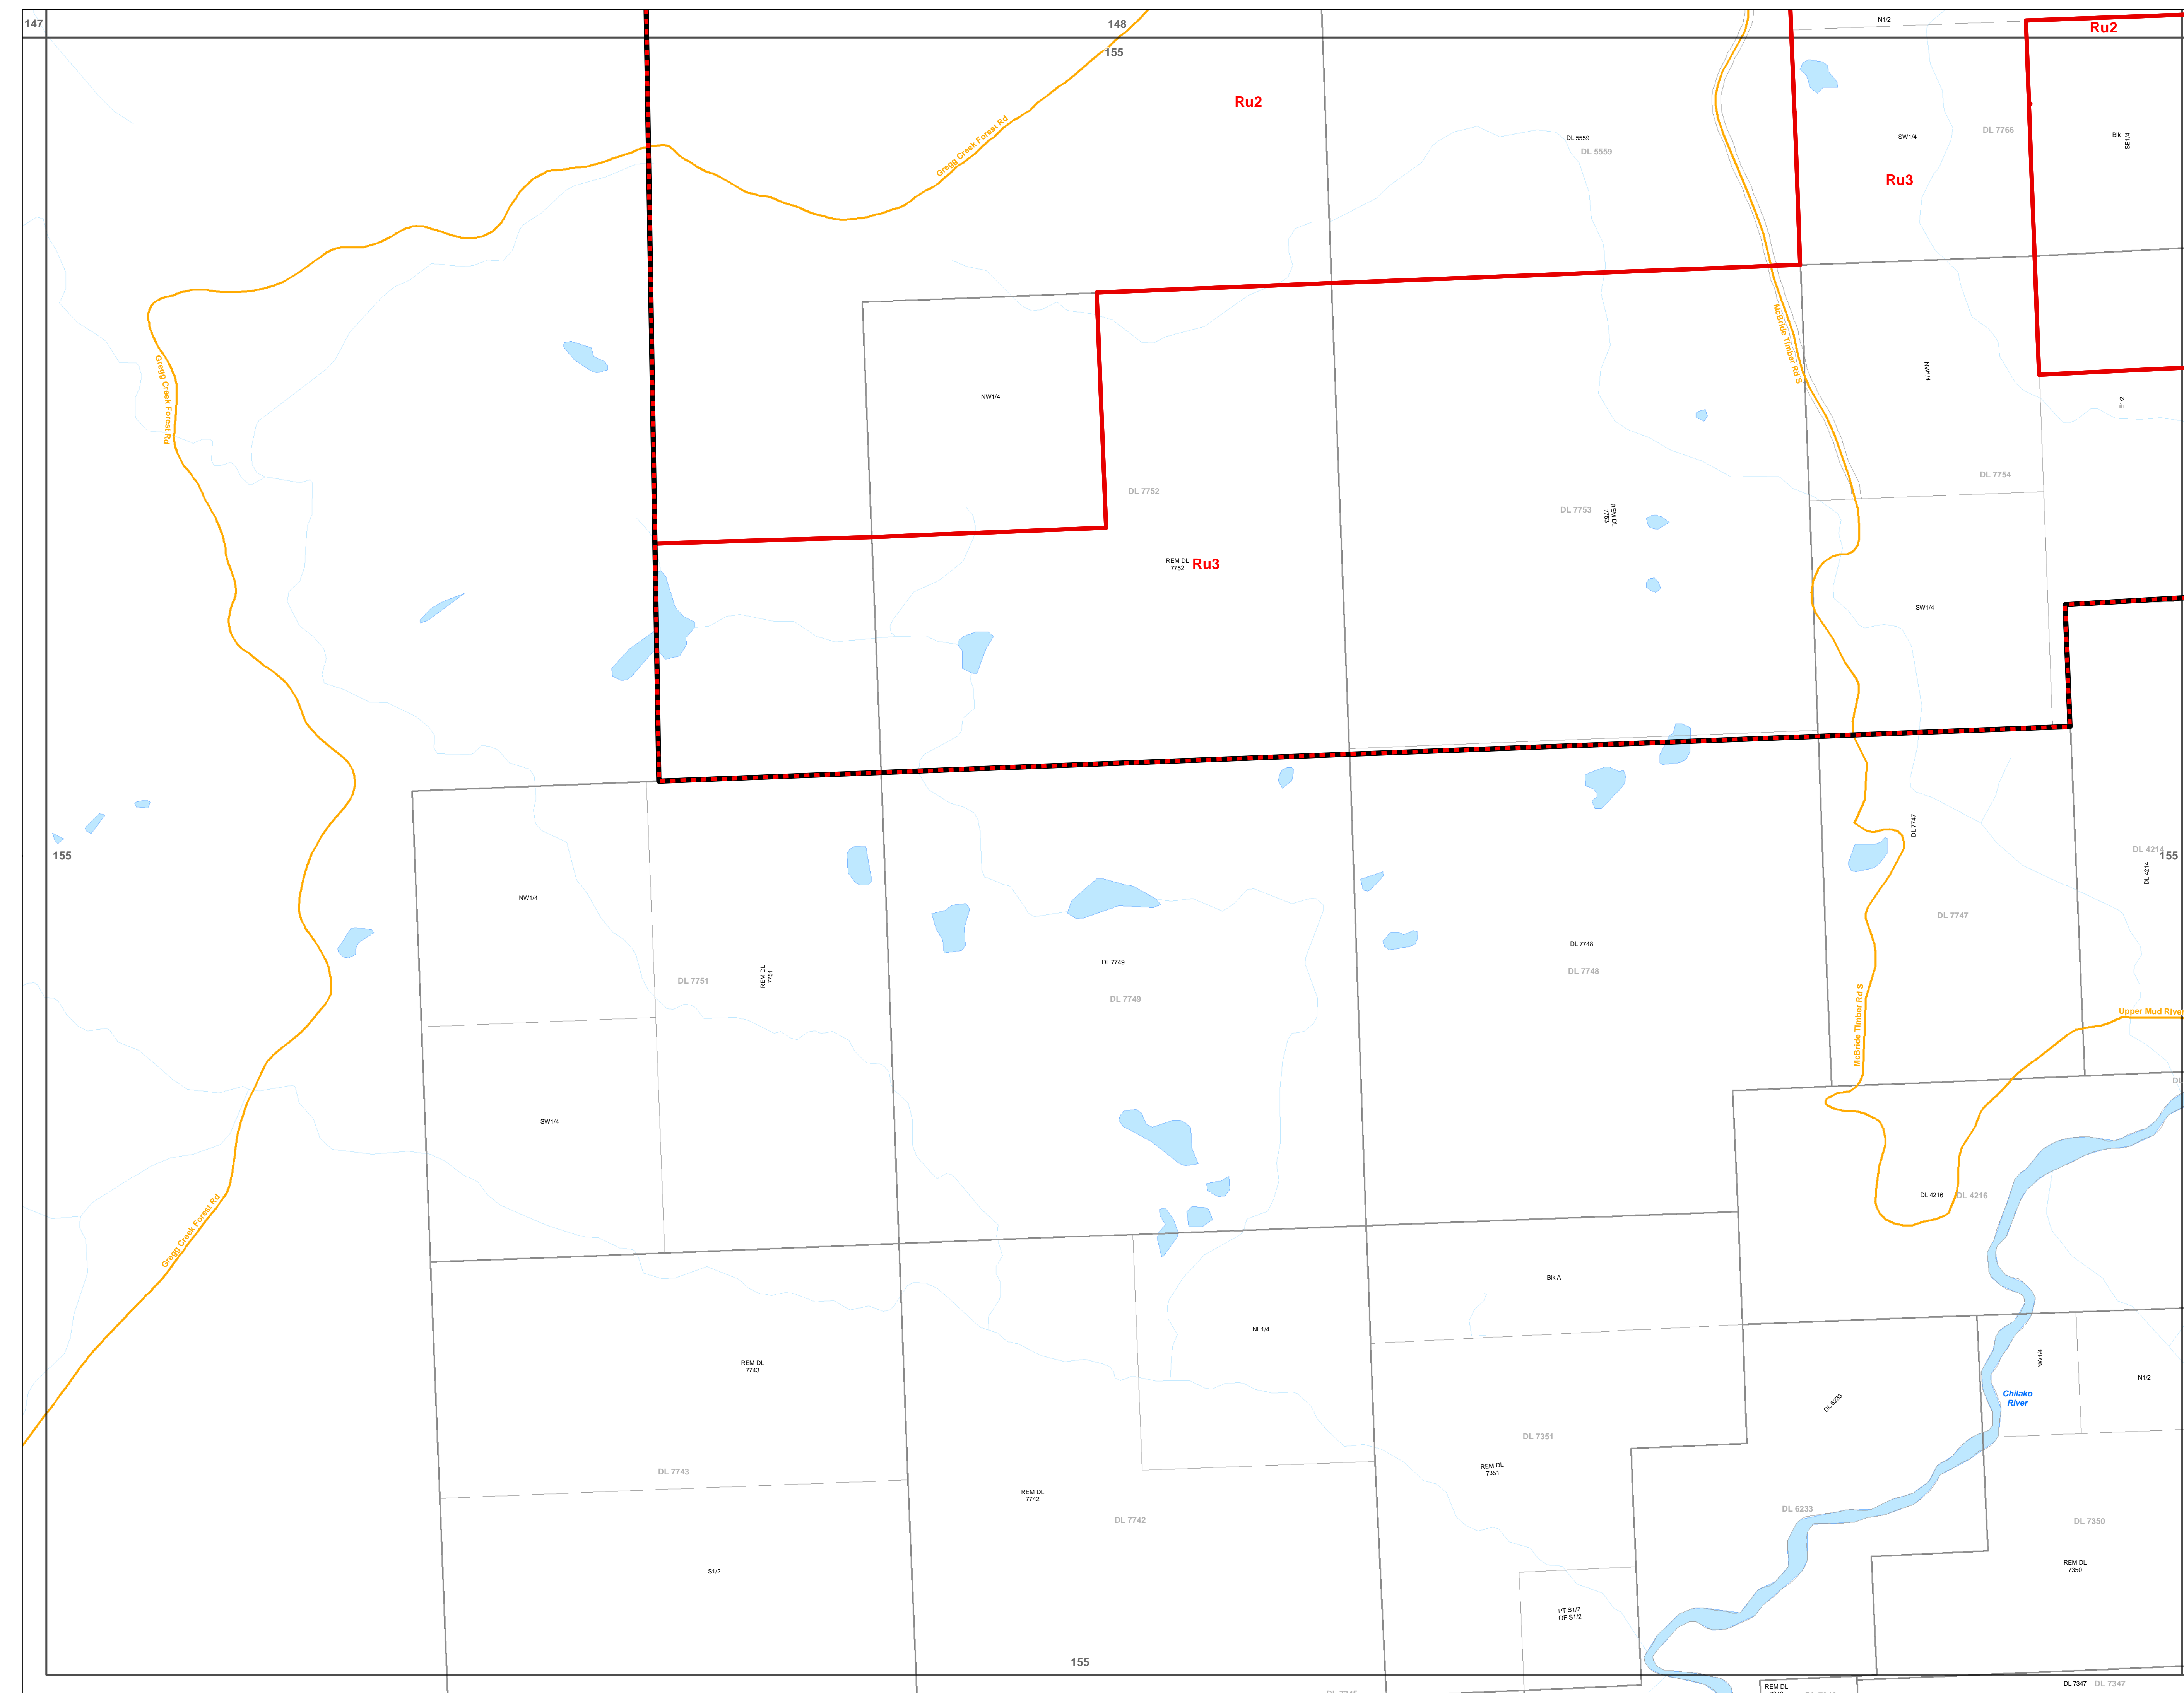 147
148
N1/2
Ru2
155
Ru2
Gregg Creek Forest Rd
DL 5559
DL 5559
SW1/4
DL 7766
Blk
SE1/4
Ru3
McBride Timber Rd S
NW1/4
Gregg Creek Forest Rd
NW1/4
E1/2
DL 7752
DL 7754
DL 7753
REM DL
7753
REM DL
7752
Ru3
SW1/4
155
DL 7747
DL 4214
155
DL 4214
NW1/4
DL 7747
DL 7748
DL 7748
DL 7749
DL 7749
DL 7751
REM DL
7751
McBride Timber Rd S
Upper Mud River
DL
SW1/4
DL 4216
DL 4216
Gregg Creek Forest Rd
Blk A
NE1/4
NW1/4
N1/2
REM DL
7743
Chilako
River
DL 6233
DL 7351
REM DL
7351
DL 7743
REM DL
7742
DL 7742
DL 6233
DL 7350
REM DL
7350
S1/2
PT S1/2
OF S1/2
155
REM DL
DL 7347
DL 7347